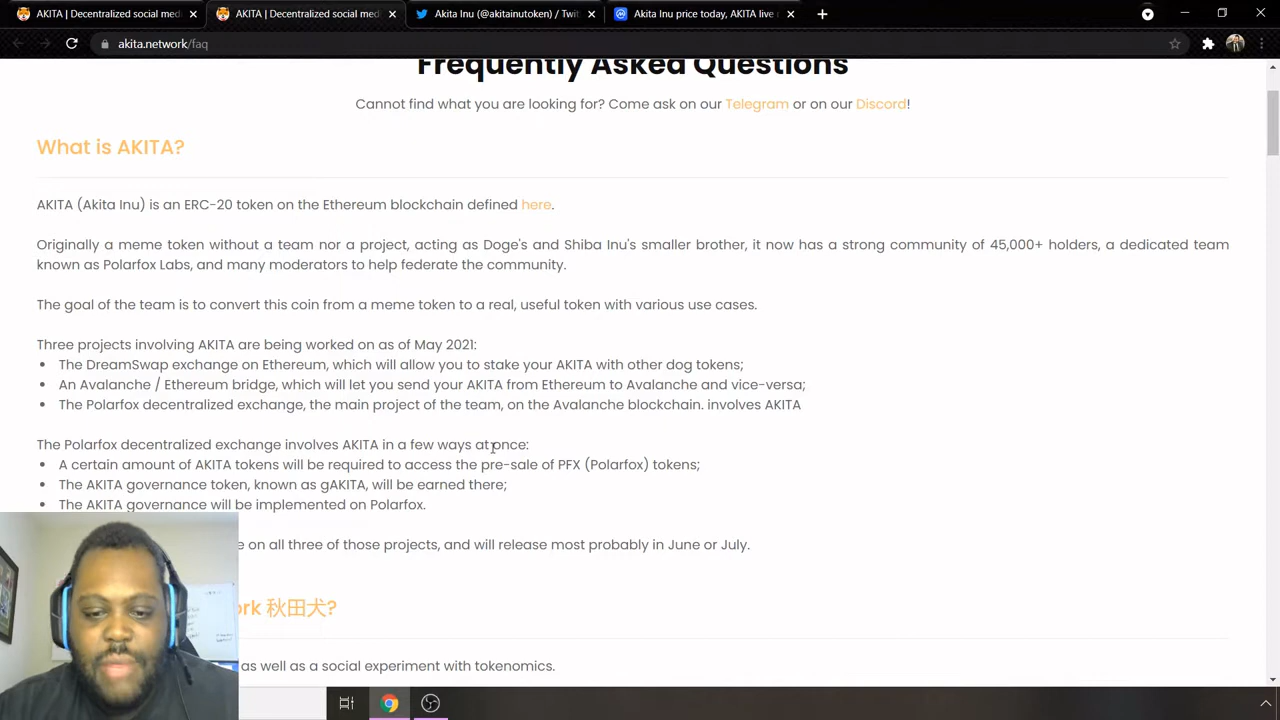 AKITA | Decentralized social med
AKITA | Decentralized social med
Akita Inu (@akitainutoken) / Twit
Akita Inu price today, AKITA live
akita.network/faq
Frequently Asked Questions
Cannot find what you are looking for? Come ask on our Telegram or on our Discord!
What is AKITA?
AKITA (Akita Inu) is an ERC-20 token on the Ethereum blockchain defined here.
Originally a meme token without a team nor a project, acting as Doge's and Shiba Inu's smaller brother, it now has a strong community of 45,000+ holders, a dedicated team
known as Polarfox Labs, and many moderators to help federate the community.
The goal of the team is to convert this coin from a meme token to a real, useful token with various use cases.
Three projects involving AKITA are being worked on as of May 2021:
• The DreamSwap exchange on Ethereum, which will allow you to stake your AKITA with other dog tokens;
• An Avalanche / Ethereum bridge, which will let you send your AKITA from Ethereum to Avalanche and vice-versa;
• The Polarfox decentralized exchange, the main project of the team, on the Avalanche blockchain. involves AKITA
The Polarfox decentralized exchange involves AKITA in a few ways at once:
• A certain amount of AKITA tokens will be required to access the pre-sale of PFX (Polarfox) tokens;
• The AKITA governance token, known as gAKITA, will be earned there;
• The AKITA governance will be implemented on Polarfox.
e on all three of those projects, and will release most probably in June or July.
ork 秋田犬?
as well as a social experiment with tokenomics.